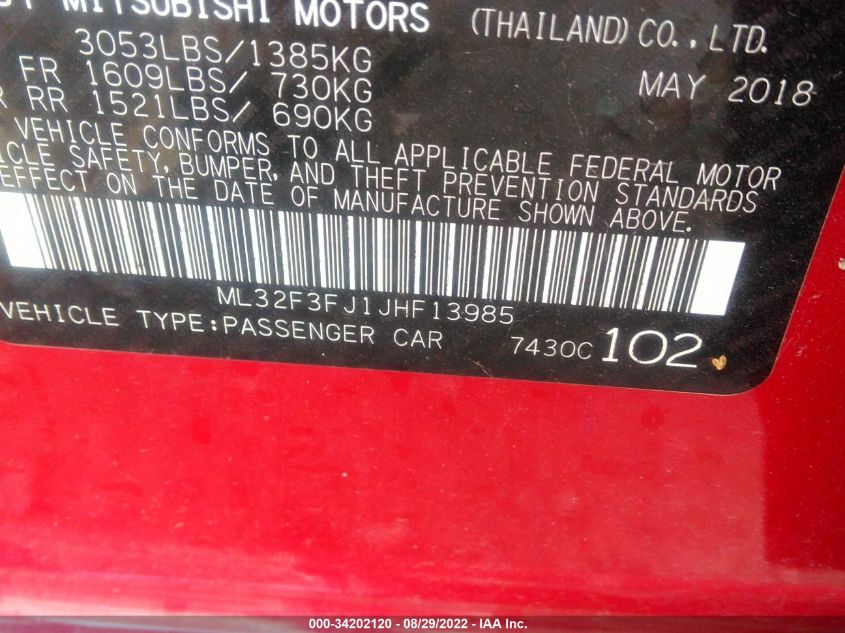 MITSUBISHI MOTORS (THAILAND) CO.,LTD.
3053LBS/1385KG MAY 2018
FR 1609LBS/ 730KG
RR 1521LBS/ 690KG
VEHICLE CONFORMS TO ALL APPLICABLE FEDERAL MOTOR
SAFETY, BUMPER, AND THEFT PREVENTION STANDARDS
EFFECT ON THE DATE OF MANUFACTURE SHOWN ABOVE.
ML32F3FJ1JHF13985
VEHICLE TYPE:PASSENGER CAR 7430C 102
000-34202120 - 08/29/2022 - IAA Inc.